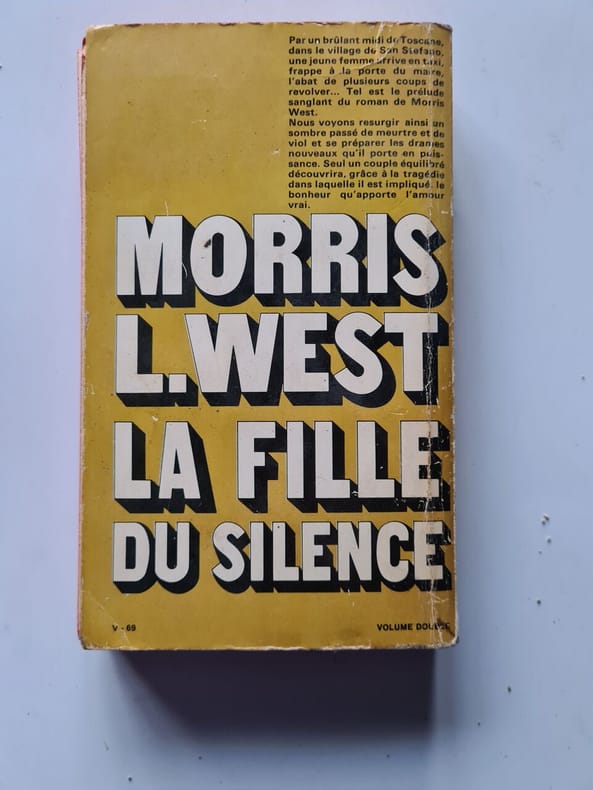 Par un brûlant midi de Toscane,
dans le village de San Stefano,
une jeune femme arrive en taxi,
frappe à la porte du maire,
l'abat de plusieurs coups de
revolver... Tel est le prélude
sanglant du roman de Morris
West.
Nous voyons resurgir ainsi un
sombre passé de meurtre et de
viol et se préparer les drames
nouveaux qu'il porte en puis-
sance. Seul un couple équilibré
découvrira, grâce à la tragédie
dans laquelle il est impliqué, le
bonheur qu'apporte l'amour
vrai.
MORRIS
L.WEST
LA FILLE
DU SILENCE
V - 69
VOLUME DOUBLE